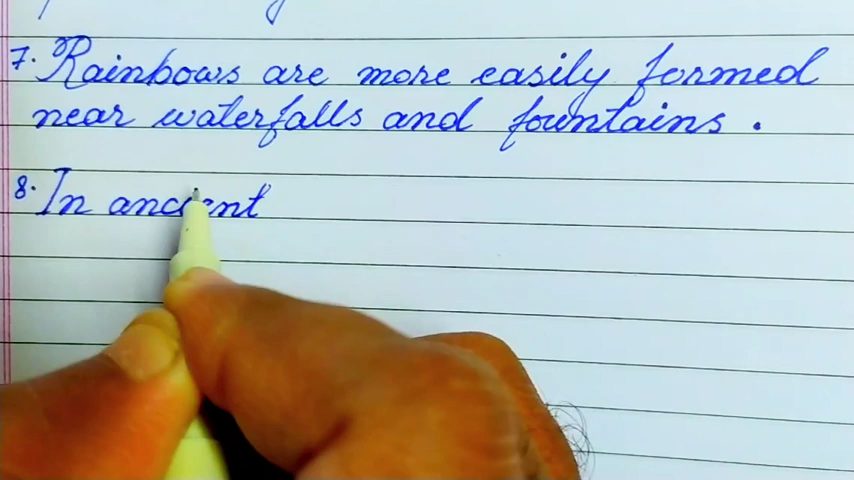 7. Rainbows are more easily formed
near waterfalls and fountains .
8. In ancient